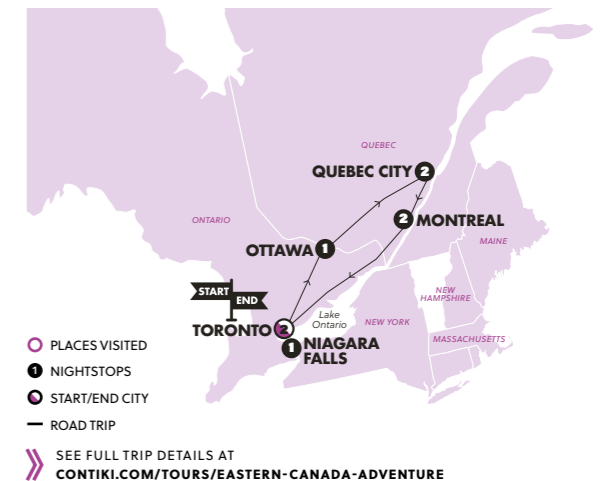 QUEBEC
QUEBEC CITY 2
ONTARIO
2 MONTREAL
MAINE
OTTAWA 1
START
END
NEW
HAMPSHIRE
Lake
Ontario
NEW YORK
TORONTO 2
MASSACHUSETTS
1 NIAGARA
FALLS
PLACES VISITED
1 NIGHTSTOPS
START/END CITY
ROAD TRIP
SEE FULL TRIP DETAILS AT
CONTIKI.COM/TOURS/EASTERN-CANADA-ADVENTURE